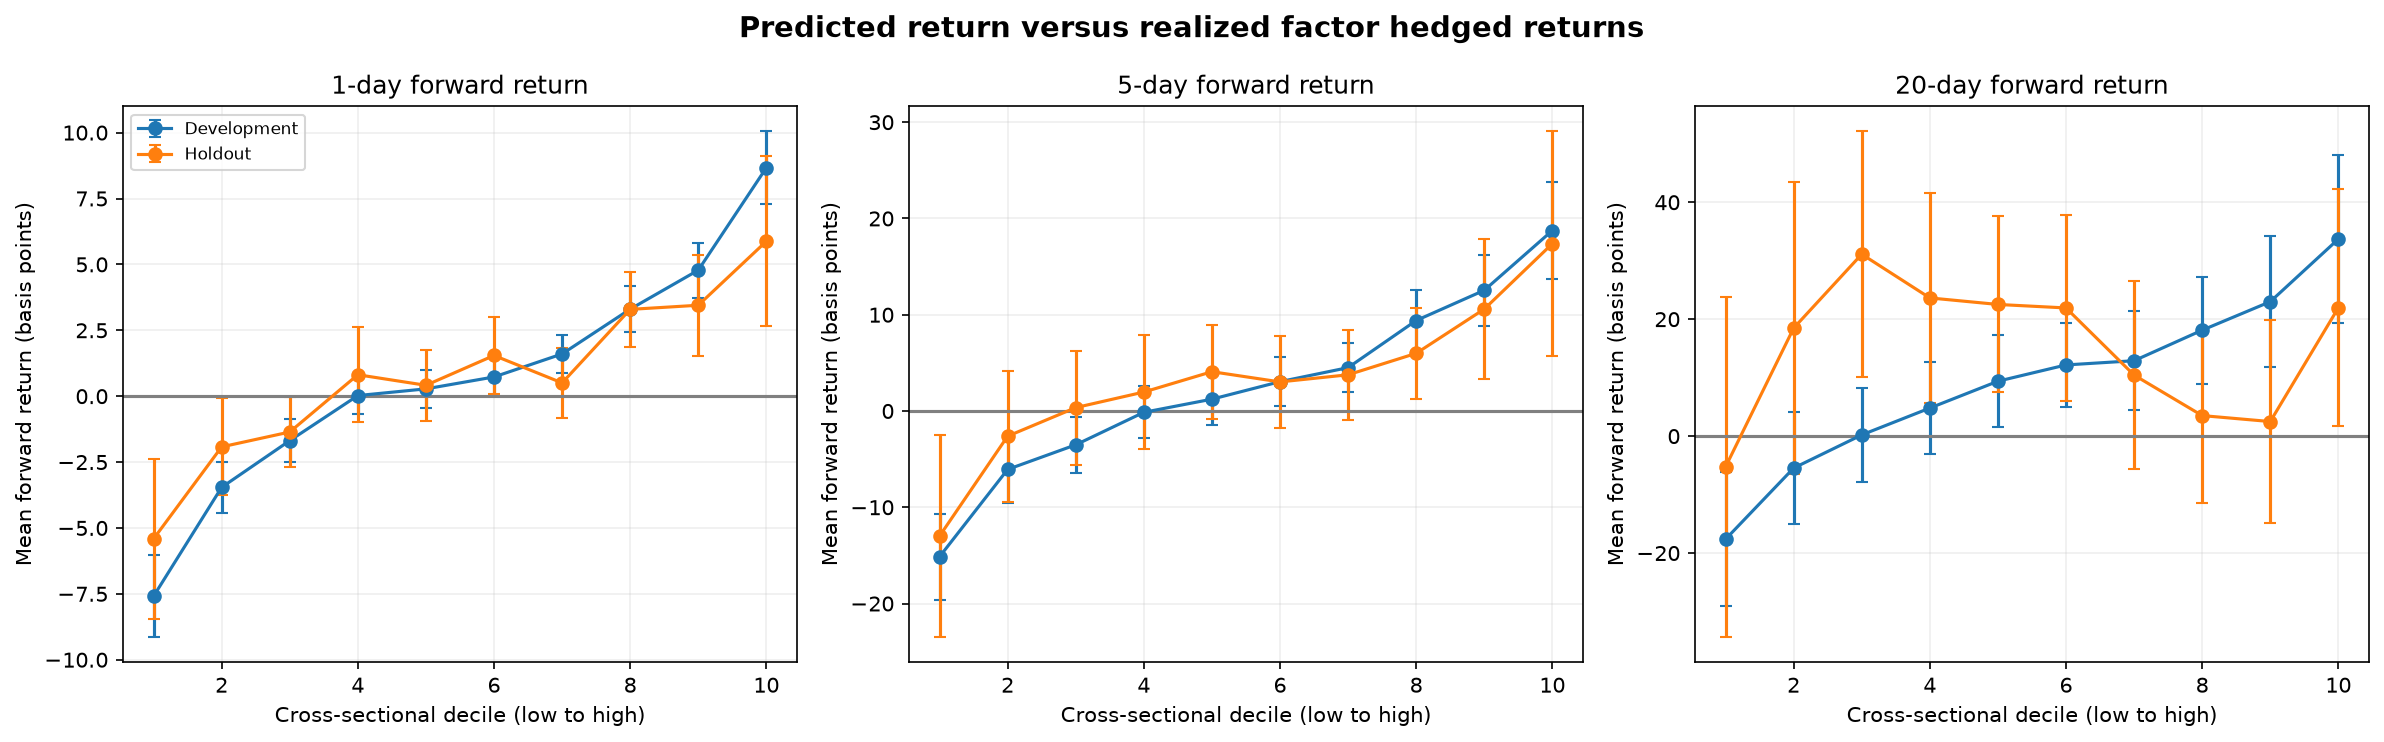 Predicted return versus realized factor hedged returns
1-day forward return
Development
Holdout
10.0
7.5
5.0
2.5
0.0
−2.5
−5.0
−7.5
−10.0
Mean forward return (basis points)
2 4 6 8 10
Cross-sectional decile (low to high)
5-day forward return
30
20
10
0
−10
−20
Mean forward return (basis points)
2 4 6 8 10
Cross-sectional decile (low to high)
20-day forward return
40
20
0
−20
Mean forward return (basis points)
2 4 6 8 10
Cross-sectional decile (low to high)